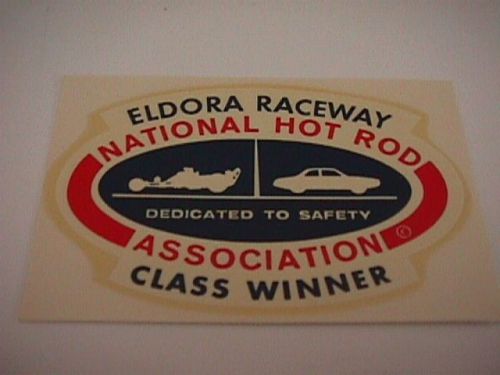 ELDORA RACEWAY
NATIONAL HOT ROD
DEDICATED TO SAFETY
ASSOCIATION ©
CLASS WINNER